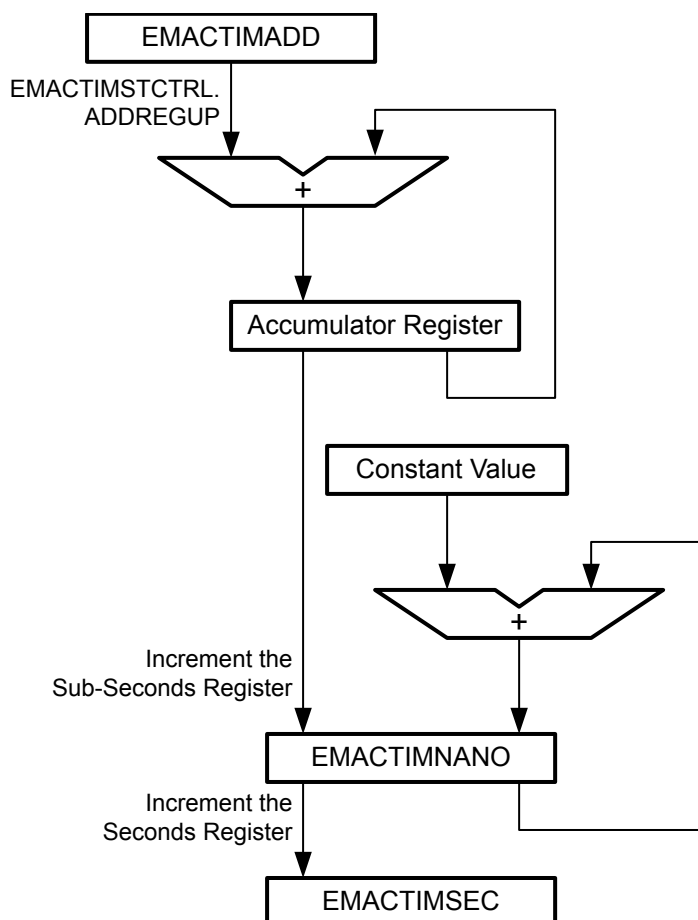 EMACTIMADD
EMACTIMSTCTRL.
ADDREGUP
+
Accumulator Register
Constant Value
+
Increment the
Sub-Seconds Register
EMACTIMNANO
Increment the
Seconds Register
EMACTIMSEC